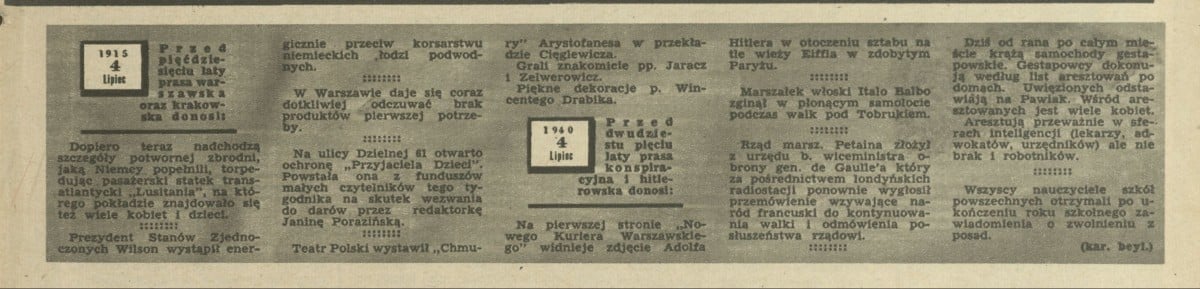 1915
4
Lipiec
Przed
pięćdzie-
sięciu laty
prasa war-
szawska
oraz krakow-
ska donosi:
Dopiero teraz nadchodzą
szczegóły potwornej zbrodni,
jaką Niemcy popełnili, torpe-
dując pasażerski statek trans-
atlantycki „Lusitania”, na któ-
rego pokładzie znajdowało się
też wiele kobiet i dzieci.
Prezydent Stanów Zjedno-
czonych Wilson wystąpił ener-
gicznie przeciw korsarstwu
niemieckich łodzi podwod-
nych.
W Warszawie daje się coraz
dotkliwiej odczuwać brak
produktów pierwszej potrze-
by.
Na ulicy Dzielnej 61 otwarto
ochronę „Przyjaciela Dzieci”.
Powstała ona z funduszów
małych czytelników tego ty-
godnika na skutek wezwania
do darów przez redaktorkę
Janinę Porazińską.
Teatr Polski wystawił „Chmu-
ry” Arystofanesa w przekła-
dzie Cięglewicza.
Grali znakomicie pp. Jaracz
i Zelwerowicz.
Piękne dekoracje p. Win-
centego Drabika.
1940
4
Lipiec
Przed
dwudzie-
stu pięciu
laty prasa
konspira-
cyjna i hitle-
rowska donosi:
Na pierwszej stronie „No-
wego Kuriera Warszawskie-
go” widnieje zdjęcie Adolfa
Hitlera w otoczeniu sztabu na
tle wieży Eiffla w zdobytym
Paryżu.
Marszałek włoski Italo Balbo
zginął w płonącym samolocie
podczas walk pod Tobrukiem.
Rząd marsz. Petaina złożył
z urzędu b. wiceministra o-
brony gen. de Gaulle'a który
za pośrednictwem londyńskich
radiostacji ponownie wygłosił
przemówienie wzywające na-
ród francuski do kontynuowa-
nia walki i odmówienia po-
słuszeństwa rządowi.
Dziś od rana po całym mie-
ście krążą samochody gesta-
powskie. Gestapowcy dokonu-
ją według list aresztowań po
domach. Uwięzionych odsta-
wiają na Pawiak. Wśród are-
sztowanych jest wiele kobiet.
Aresztują przeważnie w sfe-
rach inteligencji (lekarzy, ad-
wokatów, urzędników) ale nie
brak i robotników.
Wszyscy nauczyciele szkół
powszechnych otrzymali po u-
kończeniu roku szkolnego za-
wiadomienia o zwolnieniu z
posad.
(kar. beyl.)